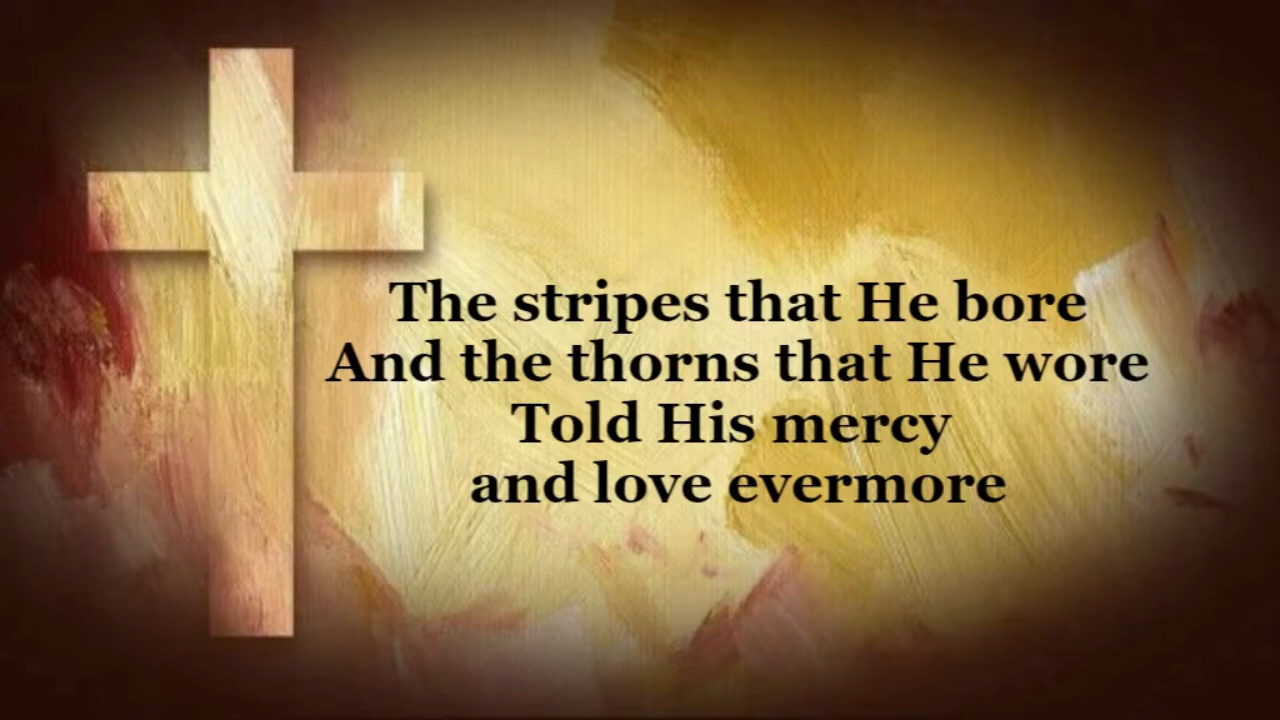 The stripes that He bore
And the thorns that He wore
Told His mercy
and love evermore